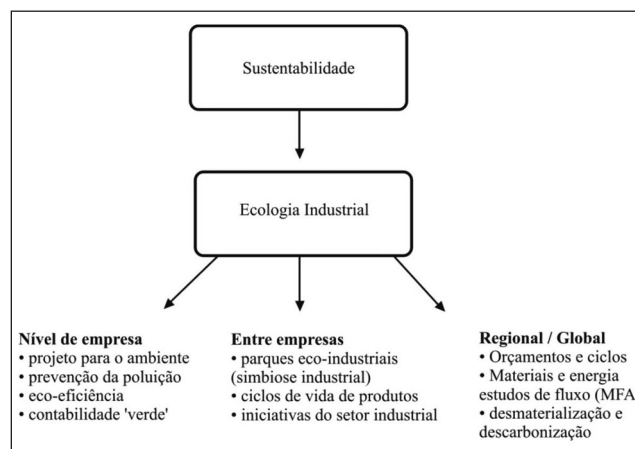 Sustentabilidade
Ecologia Industrial
Nível de empresa
• projeto para o ambiente
• prevenção da poluição
• eco-eficiência
• contabilidade 'verde'
Entre empresas
• parques eco-industriais
(simbiose industrial)
• ciclos de vida de produtos
• iniciativas do setor industrial
Regional / Global
• Orçamentos e ciclos
• Materiais e energia
estudos de fluxo (MFA)
• desmaterialização e
descarbonização